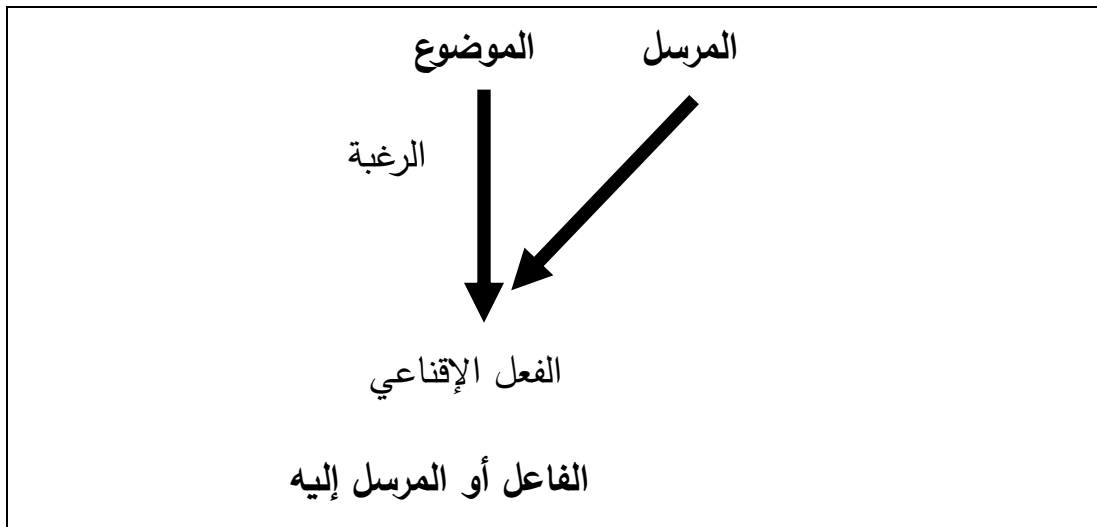 المرسل
الموضوع
الرغبة
الفعل الإقناعي
الفاعل أو المرسل إليه